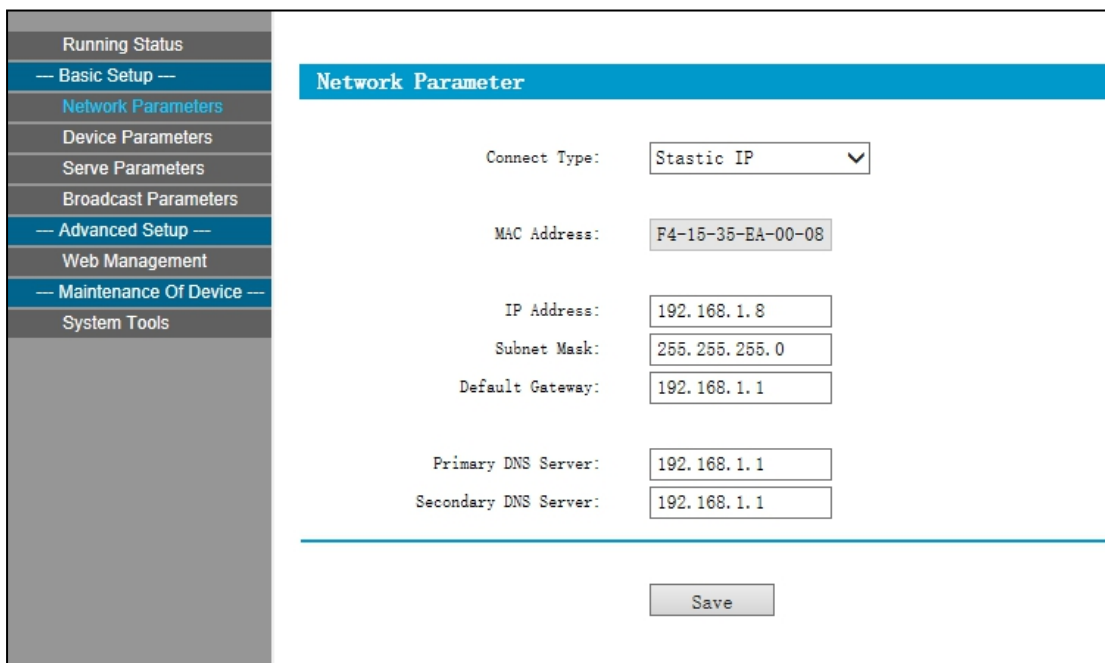 Running Status
--- Basic Setup ---
Network Parameters
Device Parameters
Serve Parameters
Broadcast Parameters
--- Advanced Setup ---
Web Management
--- Maintenance Of Device ---
System Tools
Network Parameter
Connect Type: Stastic IP
MAC Address: F4-15-35-EA-00-08
IP Address: 192.168.1.8
Subnet Mask: 255.255.255.0
Default Gateway: 192.168.1.1
Primary DNS Server: 192.168.1.1
Secondary DNS Server: 192.168.1.1
Save